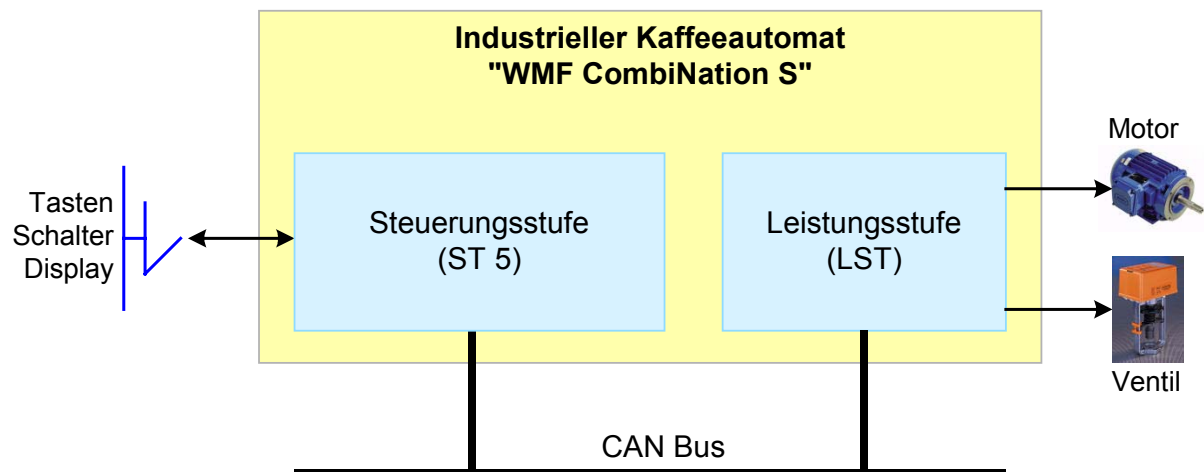 Industrieller Kaffeeautomat
"WMF CombiNation S"
Motor
Tasten
Schalter
Display
Steuerungsstufe
(ST 5)
Leistungsstufe
(LST)
Ventil
CAN Bus